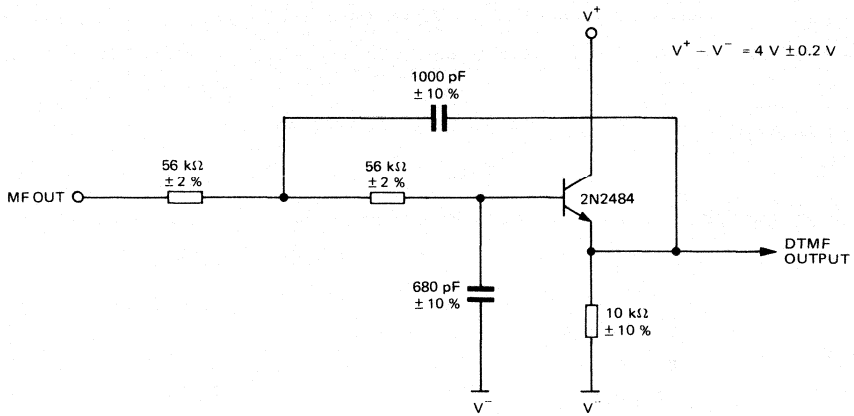 V+
V+ – V– = 4 V ± 0.2 V
1000 pF
± 10 %
56 kΩ
± 2 %
56 kΩ
± 2 %
MF OUT
2N2484
DTMF
OUTPUT
680 pF
± 10 %
10 kΩ
± 10 %
V–
V–